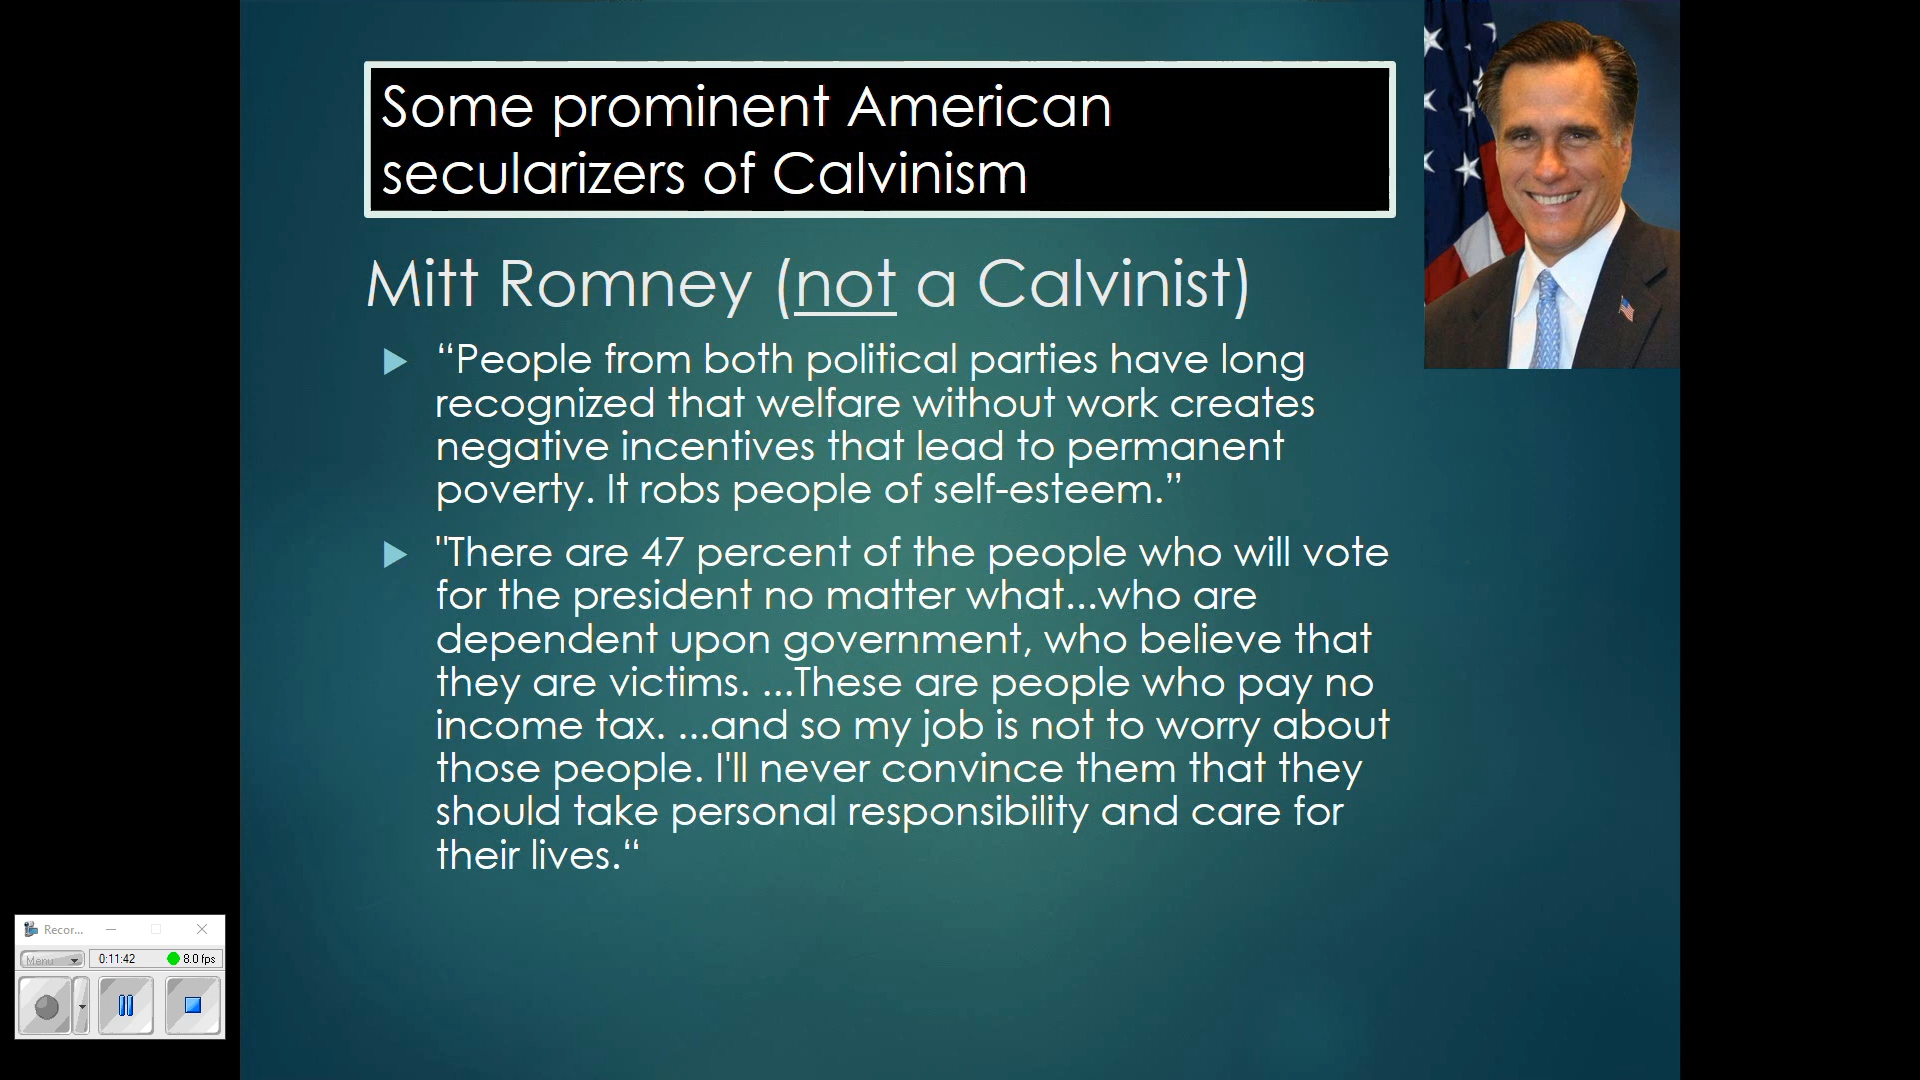 Some prominent American
secularizers of Calvinism
Mitt Romney (not a Calvinist)
“People from both political parties have long
recognized that welfare without work creates
negative incentives that lead to permanent
poverty. It robs people of self-esteem.”
"There are 47 percent of the people who will vote
for the president no matter what...who are
dependent upon government, who believe that
they are victims. ...These are people who pay no
income tax. ...and so my job is not to worry about
those people. I'll never convince them that they
should take personal responsibility and care for
their lives.“
Recor...
Menu
0:11:42
8.0 fps